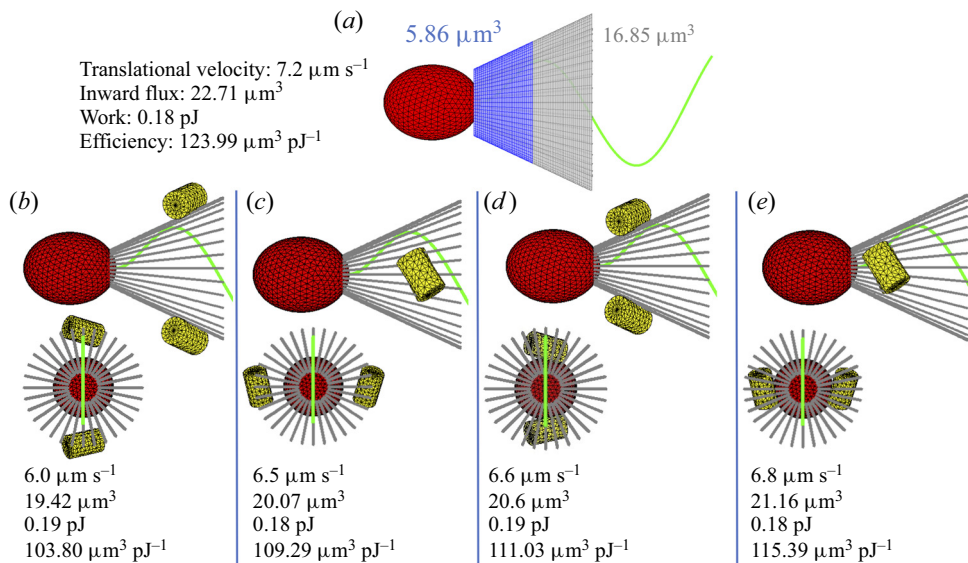 (a)
5.86 μm³
16.85 μm³
Translational velocity: 7.2 μm s⁻¹
Inward flux: 22.71 μm³
Work: 0.18 pJ
Efficiency: 123.99 μm³ pJ⁻¹
(b)
(c)
(d)
(e)
6.0 μm s⁻¹
19.42 μm³
0.19 pJ
103.80 μm³ pJ⁻¹
6.5 μm s⁻¹
20.07 μm³
0.18 pJ
109.29 μm³ pJ⁻¹
6.6 μm s⁻¹
20.6 μm³
0.19 pJ
111.03 μm³ pJ⁻¹
6.8 μm s⁻¹
21.16 μm³
0.18 pJ
115.39 μm³ pJ⁻¹